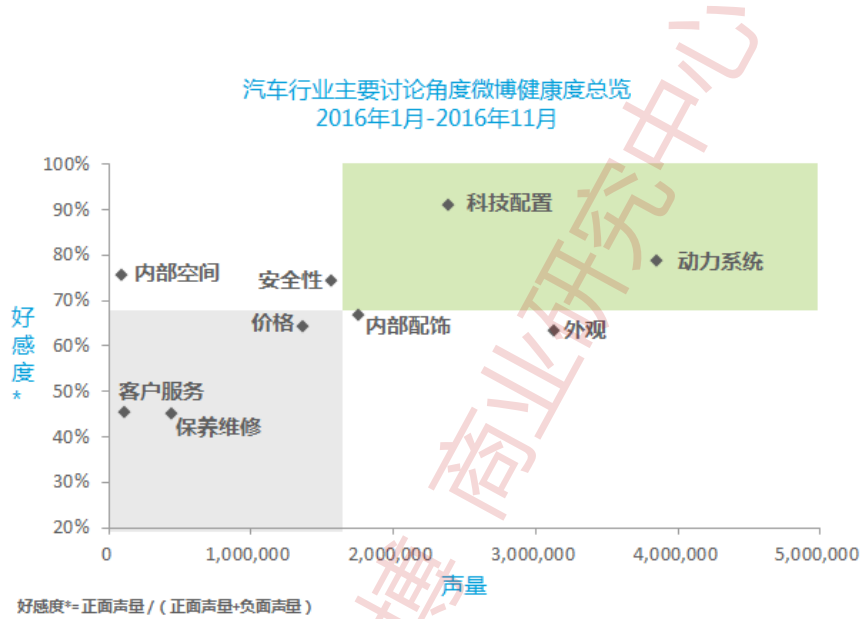 汽车行业主要讨论角度微博健康度总览
2016年1月-2016年11月
100%
90%
80%
70%
60%
50%
40%
30%
20%
好感度*
科技配置
动力系统
内部空间
安全性
价格
内部配饰
外观
客户服务
保养维修
0
1,000,000
2,000,000
3,000,000
4,000,000
5,000,000
声量
好感度*=正面声量/（正面声量+负面声量）
博 商业研究中心